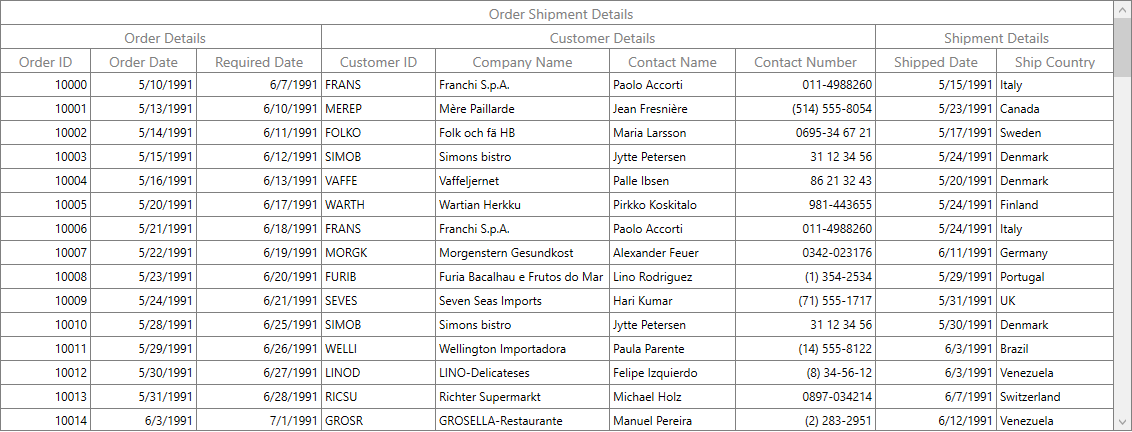 Order Shipment Details
Order Details Customer Details Shipment Details
Order ID Order Date Required Date Customer ID Company Name Contact Name Contact Number Shipped Date Ship Country
10000 5/10/1991 6/7/1991 FRANS Franchi S.p.A. Paolo Accorti 011-4988260 5/15/1991 Italy
10001 5/13/1991 6/10/1991 MEREP Mère Paillarde Jean Fresnière (514) 555-8054 5/23/1991 Canada
10002 5/14/1991 6/11/1991 FOLKO Folk och fä HB Maria Larsson 0695-34 67 21 5/17/1991 Sweden
10003 5/15/1991 6/12/1991 SIMOB Simons bistro Jytte Petersen 31 12 34 56 5/24/1991 Denmark
10004 5/16/1991 6/13/1991 VAFFE Vaffeljernet Palle Ibsen 86 21 32 43 5/20/1991 Denmark
10005 5/20/1991 6/17/1991 WARTH Wartian Herkku Pirkko Koskitalo 981-443655 5/24/1991 Finland
10006 5/21/1991 6/18/1991 FRANS Franchi S.p.A. Paolo Accorti 011-4988260 5/24/1991 Italy
10007 5/22/1991 6/19/1991 MORGK Morgenstern Gesundkost Alexander Feuer 0342-023176 6/11/1991 Germany
10008 5/23/1991 6/20/1991 FURIB Furia Bacalhau e Frutos do Mar Lino Rodriguez (1) 354-2534 5/29/1991 Portugal
10009 5/24/1991 6/21/1991 SEVES Seven Seas Imports Hari Kumar (71) 555-1717 5/31/1991 UK
10010 5/28/1991 6/25/1991 SIMOB Simons bistro Jytte Petersen 31 12 34 56 5/30/1991 Denmark
10011 5/29/1991 6/26/1991 WELLI Wellington Importadora Paula Parente (14) 555-8122 6/3/1991 Brazil
10012 5/30/1991 6/27/1991 LINOD LINO-Delicateses Felipe Izquierdo (8) 34-56-12 6/3/1991 Venezuela
10013 5/31/1991 6/28/1991 RICSU Richter Supermarkt Michael Holz 0897-034214 6/7/1991 Switzerland
10014 6/3/1991 7/1/1991 GROSR GROSELLA-Restaurante Manuel Pereira (2) 283-2951 6/12/1991 Venezuela